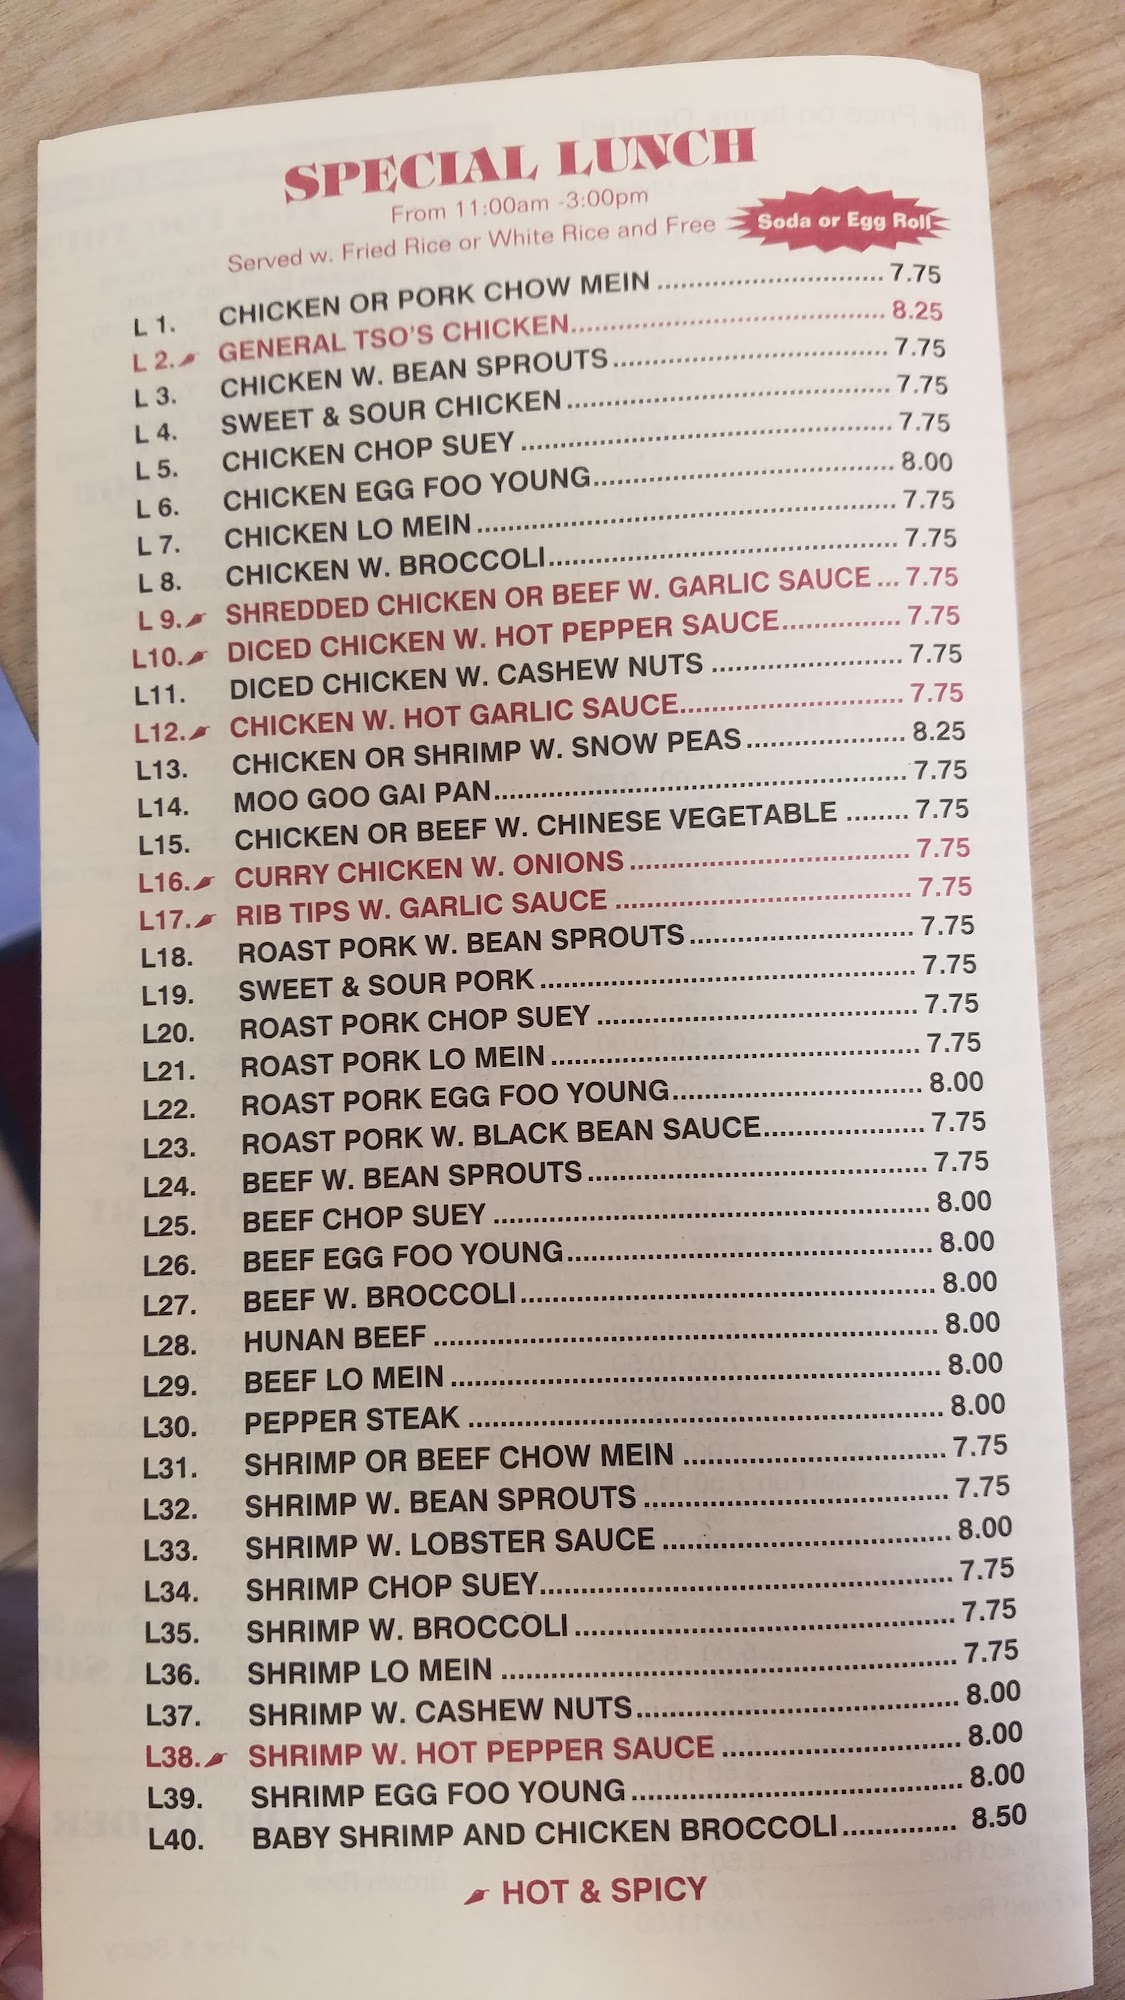 SPECIAL LUNCH
From 11:00am -3:00pm
Served w. Fried Rice or White Rice and Free Soda or Egg Roll
L 1. CHICKEN OR PORK CHOW MEIN 7.75
L 2. GENERAL TSO'S CHICKEN 8.25
L 3. CHICKEN W. BEAN SPROUTS 7.75
L 4. SWEET & SOUR CHICKEN 7.75
L 5. CHICKEN CHOP SUEY 7.75
L 6. CHICKEN EGG FOO YOUNG 8.00
L 7. CHICKEN LO MEIN 7.75
L 8. CHICKEN W. BROCCOLI 7.75
L 9. SHREDDED CHICKEN OR BEEF W. GARLIC SAUCE 7.75
L10. DICED CHICKEN W. HOT PEPPER SAUCE 7.75
L11. DICED CHICKEN W. CASHEW NUTS 7.75
L12. CHICKEN W. HOT GARLIC SAUCE 7.75
L13. CHICKEN OR SHRIMP W. SNOW PEAS 8.25
L14. MOO GOO GAI PAN 7.75
L15. CHICKEN OR BEEF W. CHINESE VEGETABLE 7.75
L16. CURRY CHICKEN W. ONIONS 7.75
L17. RIB TIPS W. GARLIC SAUCE 7.75
L18. ROAST PORK W. BEAN SPROUTS 7.75
L19. SWEET & SOUR PORK 7.75
L20. ROAST PORK CHOP SUEY 7.75
L21. ROAST PORK LO MEIN 7.75
L22. ROAST PORK EGG FOO YOUNG 8.00
L23. ROAST PORK W. BLACK BEAN SAUCE 7.75
L24. BEEF W. BEAN SPROUTS 7.75
L25. BEEF CHOP SUEY 8.00
L26. BEEF EGG FOO YOUNG 8.00
L27. BEEF W. BROCCOLI 8.00
L28. HUNAN BEEF 8.00
L29. BEEF LO MEIN 8.00
L30. PEPPER STEAK 8.00
L31. SHRIMP OR BEEF CHOW MEIN 7.75
L32. SHRIMP W. BEAN SPROUTS 7.75
L33. SHRIMP W. LOBSTER SAUCE 8.00
L34. SHRIMP CHOP SUEY 7.75
L35. SHRIMP W. BROCCOLI 7.75
L36. SHRIMP LO MEIN 7.75
L37. SHRIMP W. CASHEW NUTS 8.00
L38. SHRIMP W. HOT PEPPER SAUCE 8.00
L39. SHRIMP EGG FOO YOUNG 8.00
L40. BABY SHRIMP AND CHICKEN BROCCOLI 8.50
HOT & SPICY